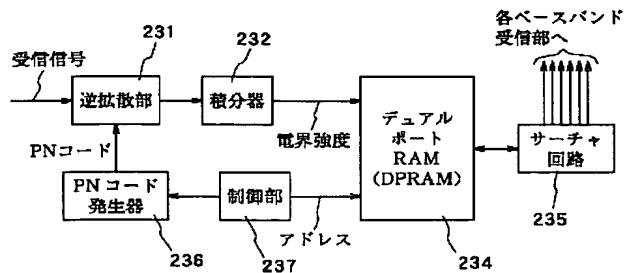 231
232
各ベースバンド
受信部へ
受信信号
逆拡散部
積分器
電界強度
デュアル
ポート
RAM
(DPRAM)
サーチャ
回路
235
PNコード
PNコード
発生器
制御部
アドレス
236
237
234